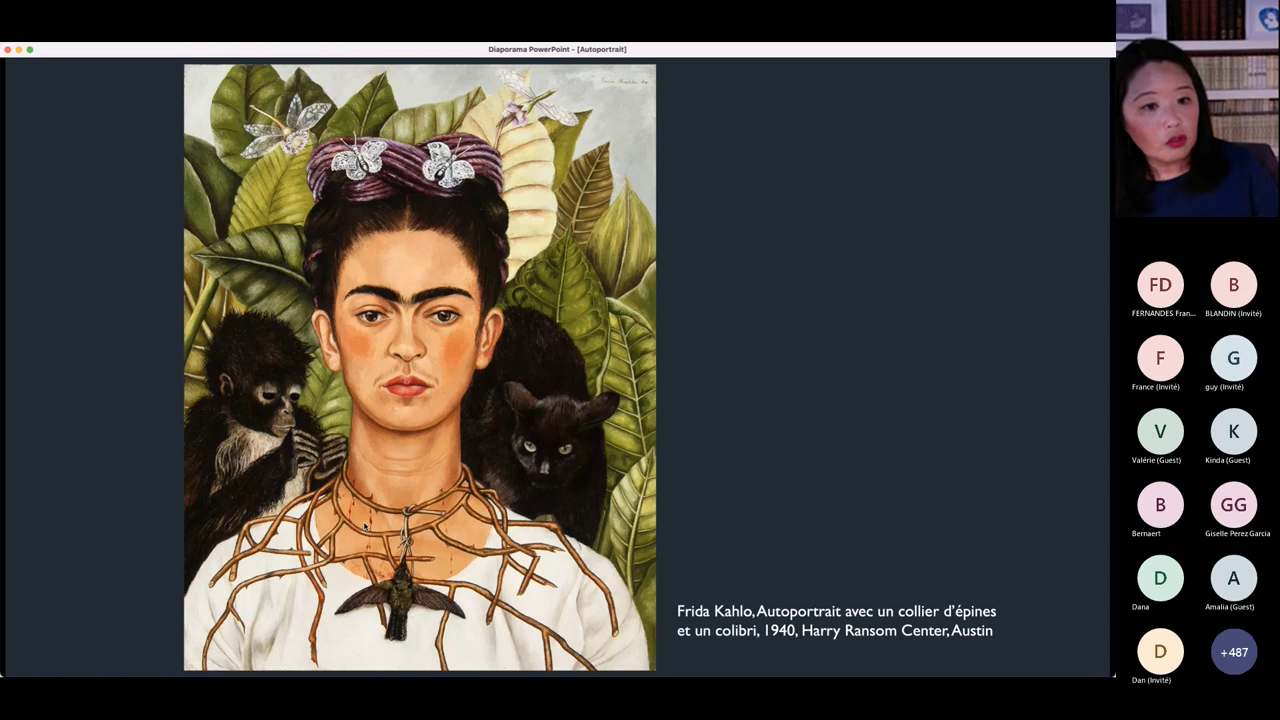 Diaporama PowerPoint - [Autoportrait]
Frida Kahlo, Autoportrait avec un collier d'épines
et un colibri, 1940, Harry Ransom Center, Austin
FD
B
FERNANDES Fran...
BLANDIN (Invité)
F
G
France (Invité)
guy (Invité)
V
K
Valérie (Guest)
Kinda (Guest)
B
GG
Bernaert
Giselle Perez Garcia
D
A
Dana
Amalia (Guest)
D
+487
Dan (Invité)